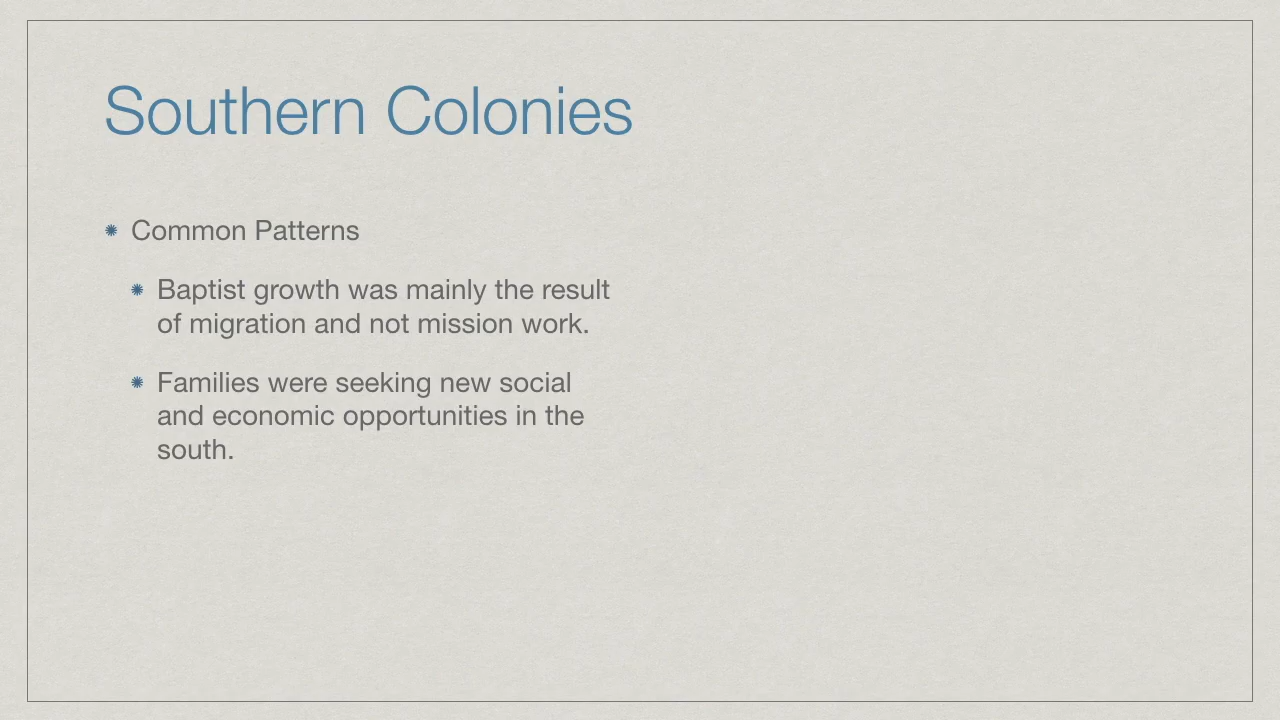 Southern Colonies
Common Patterns
Baptist growth was mainly the result
of migration and not mission work.
Families were seeking new social
and economic opportunities in the
south.